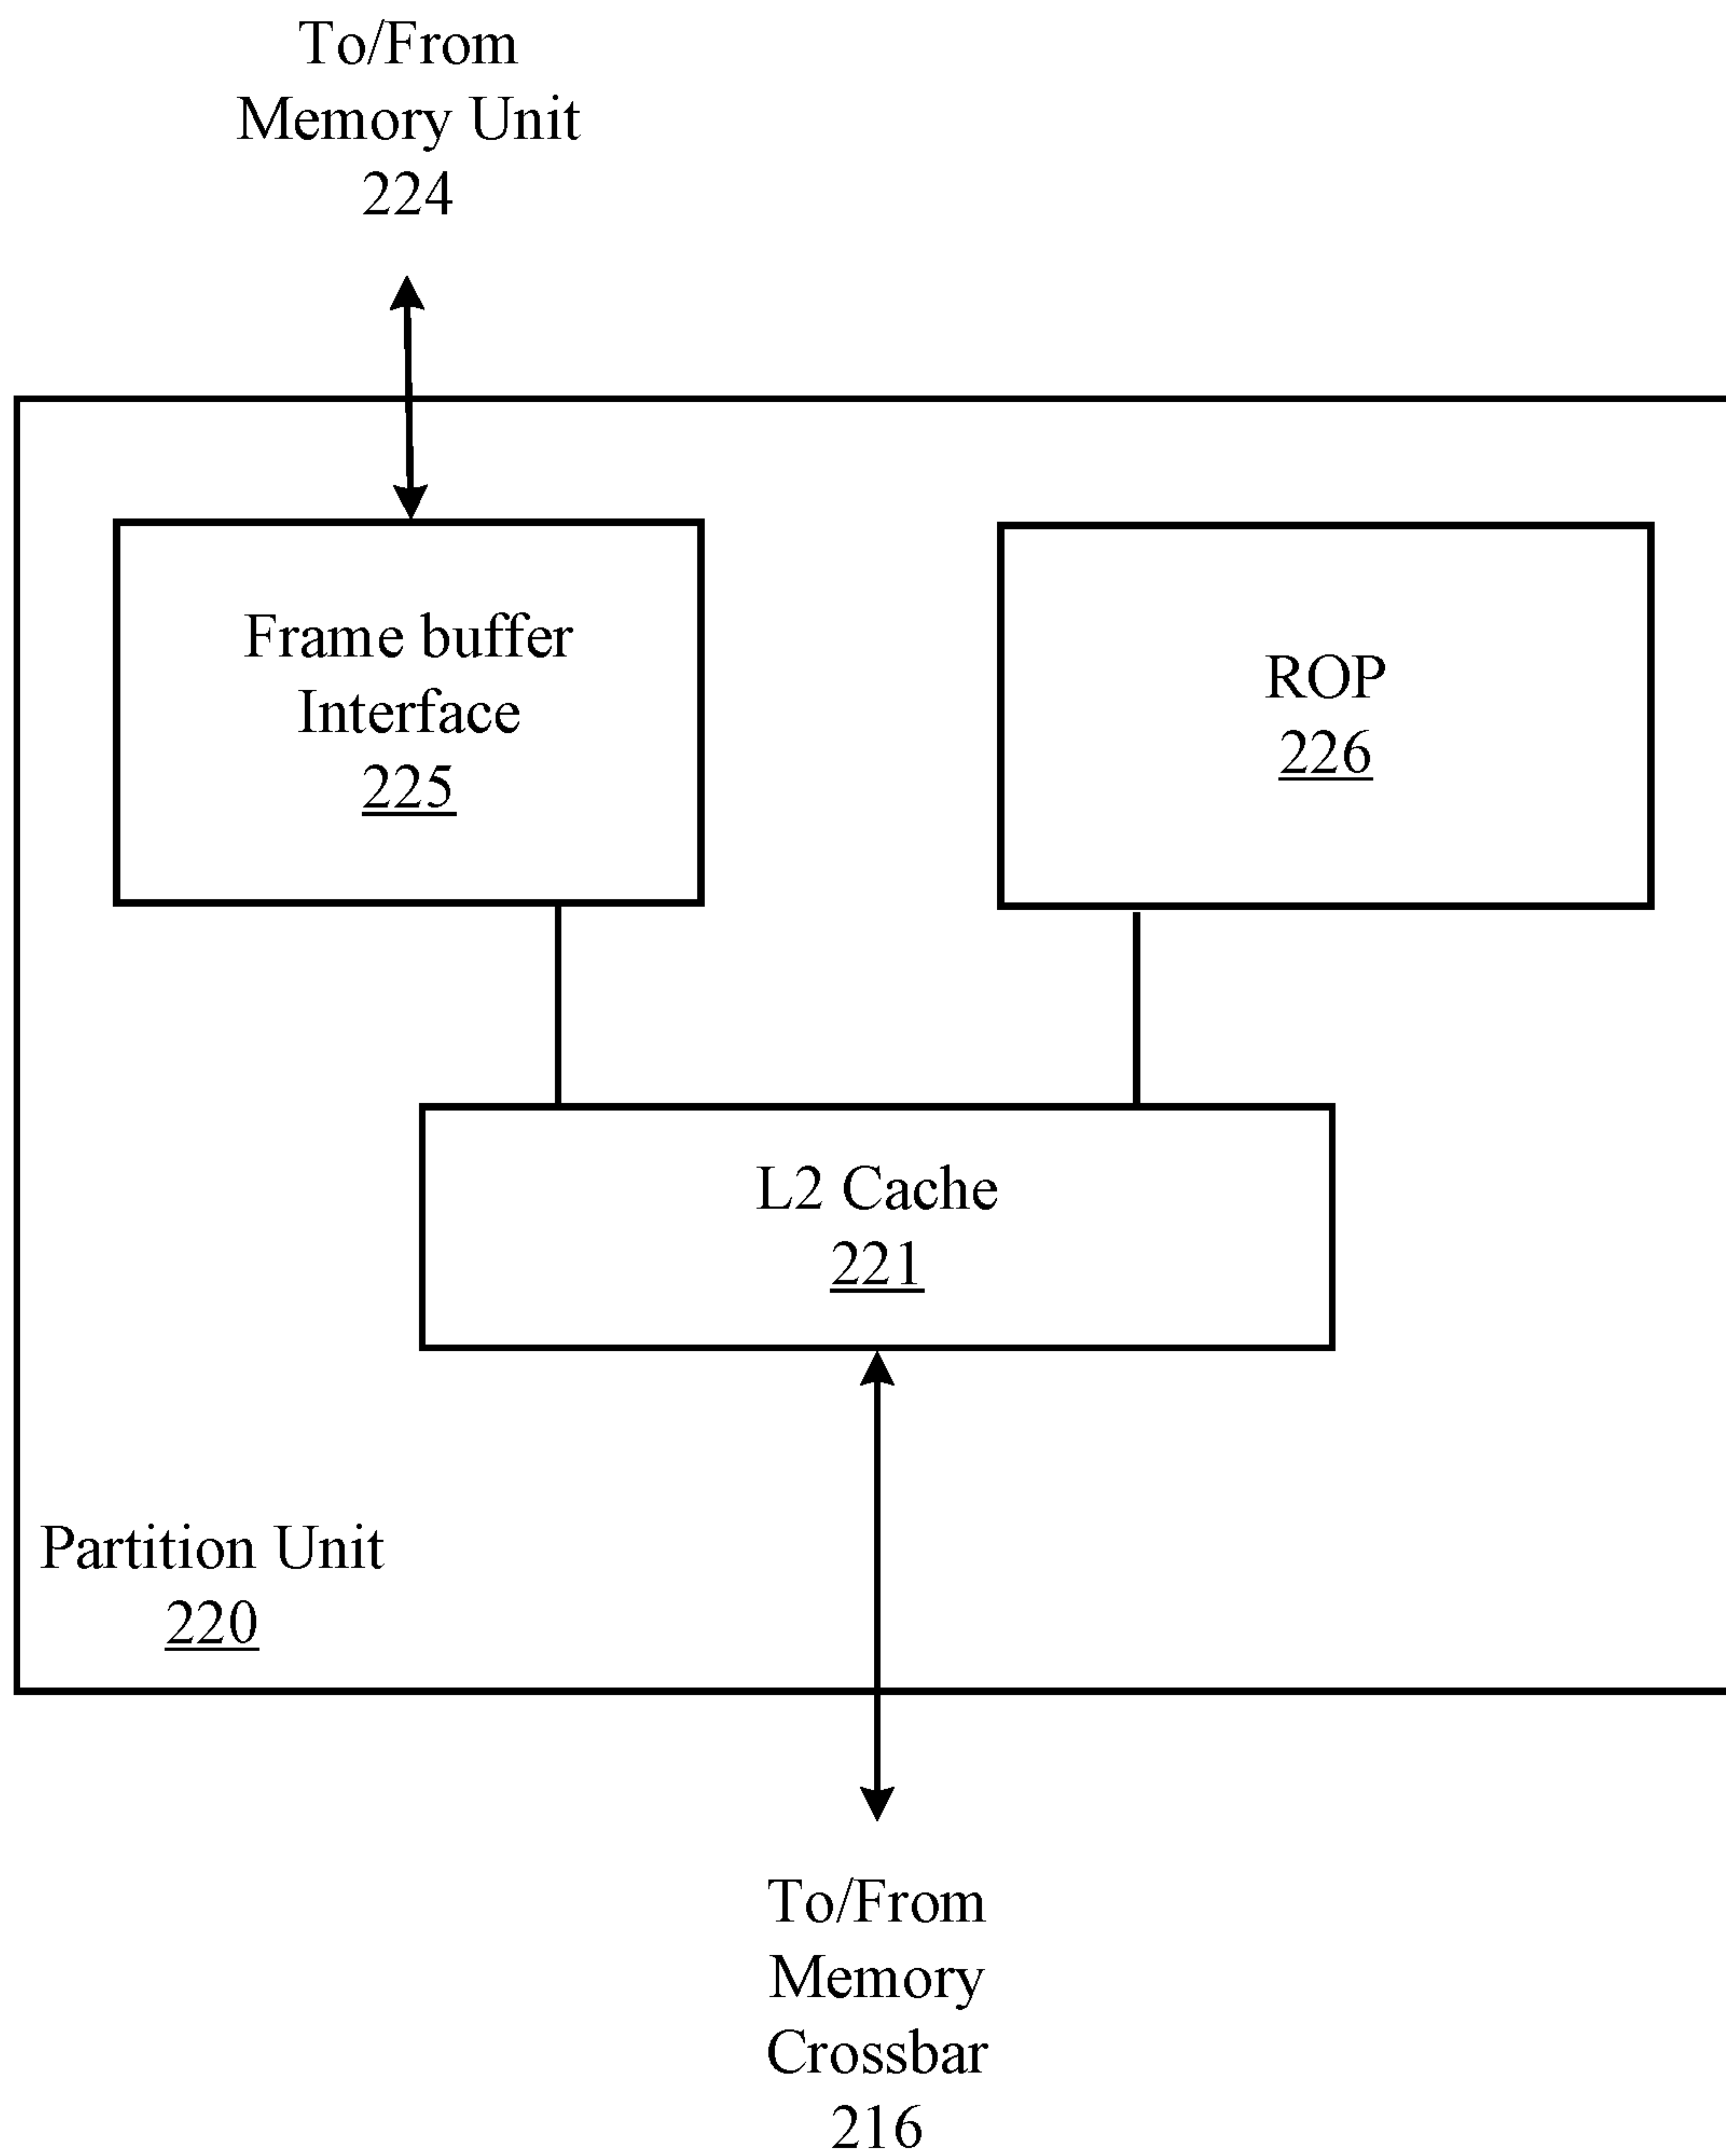 To/From
Memory Unit
224
Frame buffer
Interface
225
ROP
226
L2 Cache
221
Partition Unit
220
To/From
Memory
Crossbar
216